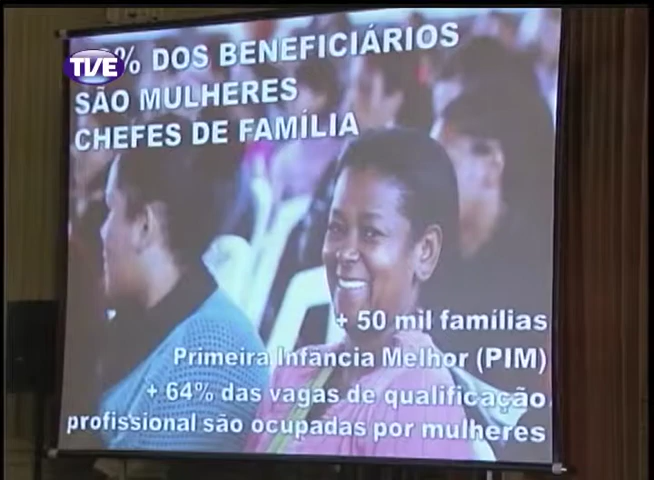 TVE
% DOS BENEFICIÁRIOS
SÃO MULHERES
CHEFES DE FAMÍLIA
+ 50 mil famílias
Primeira Infância Melhor (PIM)
+ 64% das vagas de qualificação
profissional são ocupadas por mulheres